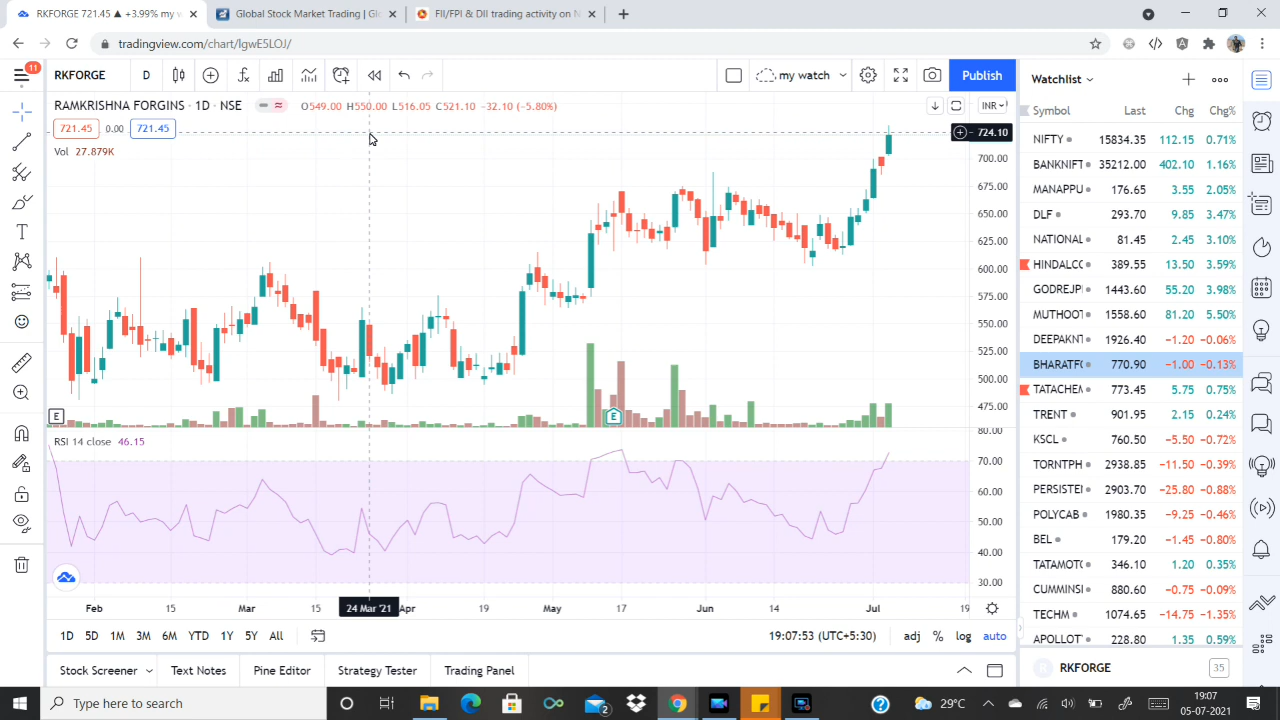 RKFORGE 721.45 ▲ +3.99% my w
Global Stock Market Trading | Glo
FII/FPI & DII trading activity on N
tradingview.com/chart/lgwE5LOJ/
11
RKFORGE
D
my watch
Publish
Watchlist
RAMKRISHNA FORGINS · 1D · NSE
O549.00 H550.00 L516.05 C521.10 −32.10 (−5.80%)
INR
721.45 0.00 721.45
Vol 27.879K
724.10
700.00
675.00
650.00
625.00
600.00
575.00
550.00
525.00
500.00
475.00
E
E
RSI 14 close 46.15
80.00
70.00
60.00
50.00
40.00
30.00
Feb 15 Mar 15 24 Mar '21 Apr 19 May 17 Jun 14 Jul 19
1D 5D 1M 3M 6M YTD 1Y 5Y All
19:07:53 (UTC+5:30) adj % log auto
Stock Screener Text Notes Pine Editor Strategy Tester Trading Panel
Symbol Last Chg Chg%
NIFTY 15834.35 112.15 0.71%
BANKNIFT 35212.00 402.10 1.16%
MANAPPU 176.65 3.55 2.05%
DLF 293.70 9.85 3.47%
NATIONAL 81.45 2.45 3.10%
HINDALCO 389.55 13.50 3.59%
GODREJPI 1443.60 55.20 3.98%
MUTHOOT 1558.60 81.20 5.50%
DEEPAKNT 1926.40 −1.20 −0.06%
BHARATFO 770.90 −1.00 −0.13%
TATACHEM 773.45 5.75 0.75%
TRENT 901.95 2.15 0.24%
KSCL 760.50 −5.50 −0.72%
TORNTPH 2938.85 −11.50 −0.39%
PERSISTEI 2903.70 −25.80 −0.88%
POLYCAB 1980.35 −9.25 −0.46%
BEL 179.20 −1.45 −0.80%
TATAMOTO 346.10 1.20 0.35%
CUMMINSI 880.60 −0.75 −0.09%
TECHM 1074.65 −14.75 −1.35%
APOLLOT 228.80 1.35 0.59%
RKFORGE 35
Type here to search
2
29°C
19:07
05-07-2021